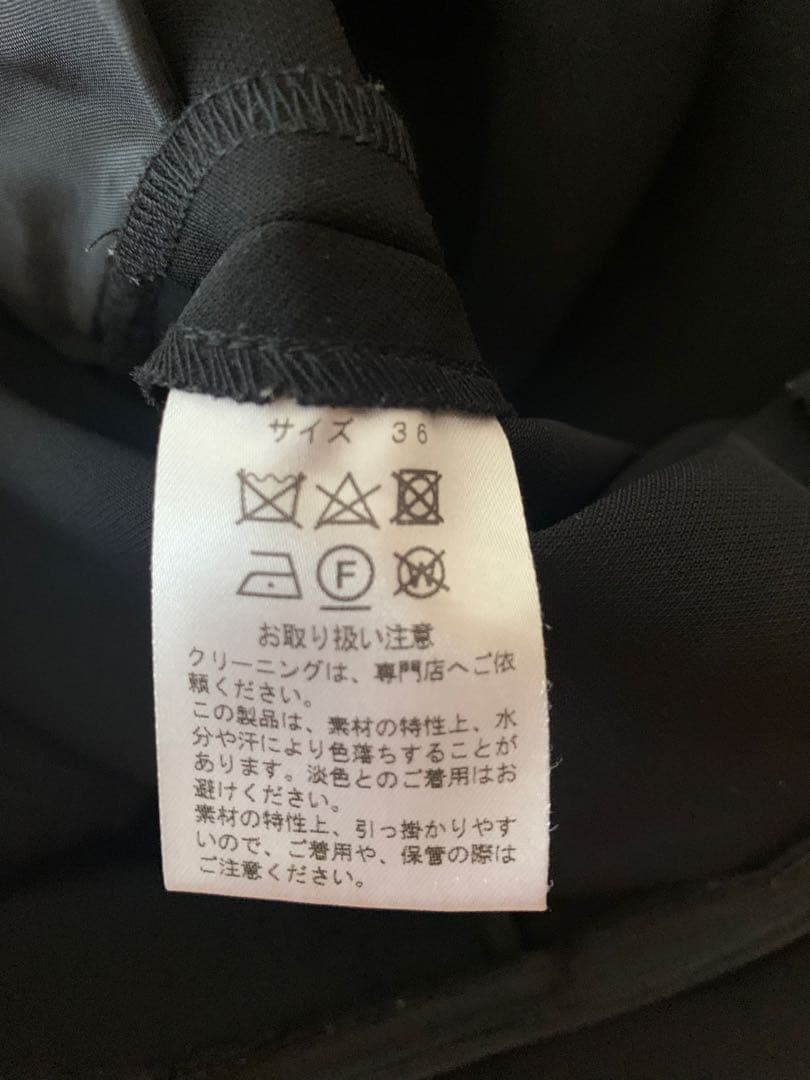 サイズ 36
F W
お取り扱い注意
クリーニングは、専門店へご依
頼ください。
この製品は、素材の特性上、水
分や汗により色落ちすることが
あります。淡色とのご着用はお
避けください。
素材の特性上、引っ掛かりやす
いので、ご着用や、保管の際は
ご注意ください。